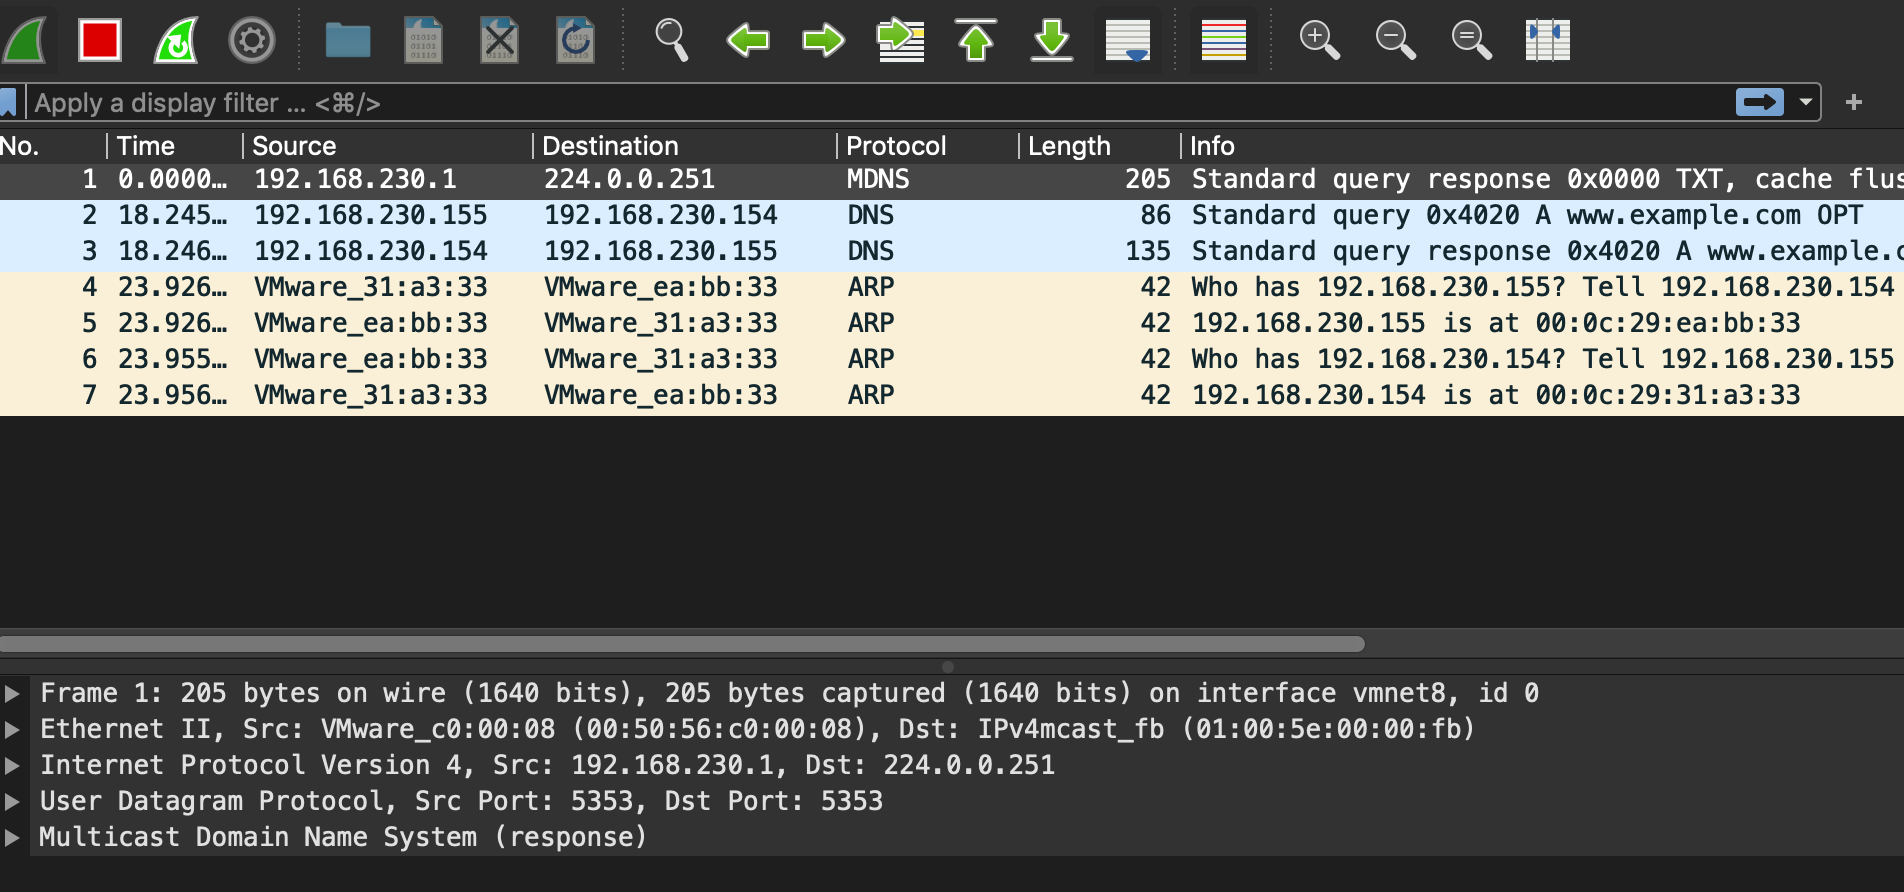 Apply a display filter ... <⌘/>
No. Time Source Destination Protocol Length Info
1 0.0000… 192.168.230.1 224.0.0.251 MDNS 205 Standard query response 0x0000 TXT, cache flus
2 18.245… 192.168.230.155 192.168.230.154 DNS 86 Standard query 0x4020 A www.example.com OPT
3 18.246… 192.168.230.154 192.168.230.155 DNS 135 Standard query response 0x4020 A www.example.c
4 23.926… VMware_31:a3:33 VMware_ea:bb:33 ARP 42 Who has 192.168.230.155? Tell 192.168.230.154
5 23.926… VMware_ea:bb:33 VMware_31:a3:33 ARP 42 192.168.230.155 is at 00:0c:29:ea:bb:33
6 23.955… VMware_ea:bb:33 VMware_31:a3:33 ARP 42 Who has 192.168.230.154? Tell 192.168.230.155
7 23.956… VMware_31:a3:33 VMware_ea:bb:33 ARP 42 192.168.230.154 is at 00:0c:29:31:a3:33
Frame 1: 205 bytes on wire (1640 bits), 205 bytes captured (1640 bits) on interface vmnet8, id 0
Ethernet II, Src: VMware_c0:00:08 (00:50:56:c0:00:08), Dst: IPv4mcast_fb (01:00:5e:00:00:fb)
Internet Protocol Version 4, Src: 192.168.230.1, Dst: 224.0.0.251
User Datagram Protocol, Src Port: 5353, Dst Port: 5353
Multicast Domain Name System (response)